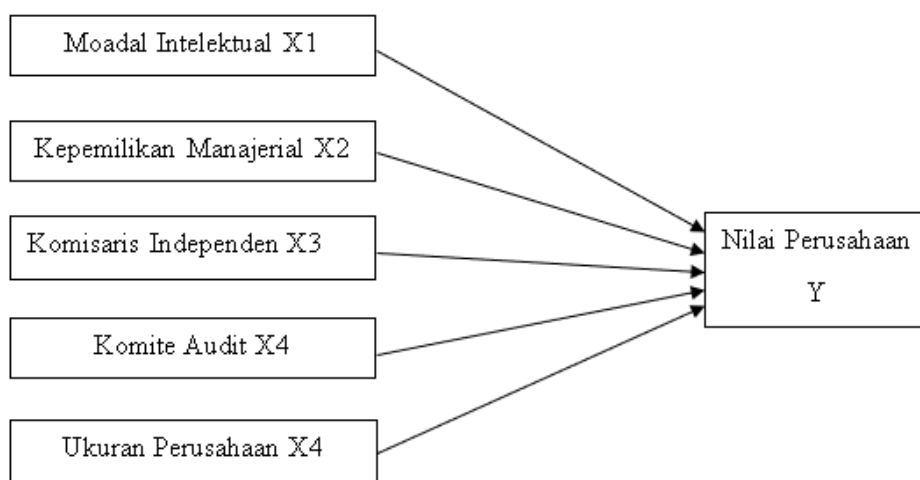 Moadal Intelektual X1
Kepemilikan Manajerial X2
Komisaris Independen X3
Komite Audit X4
Ukuran Perusahaan X4
Nilai Perusahaan
Y